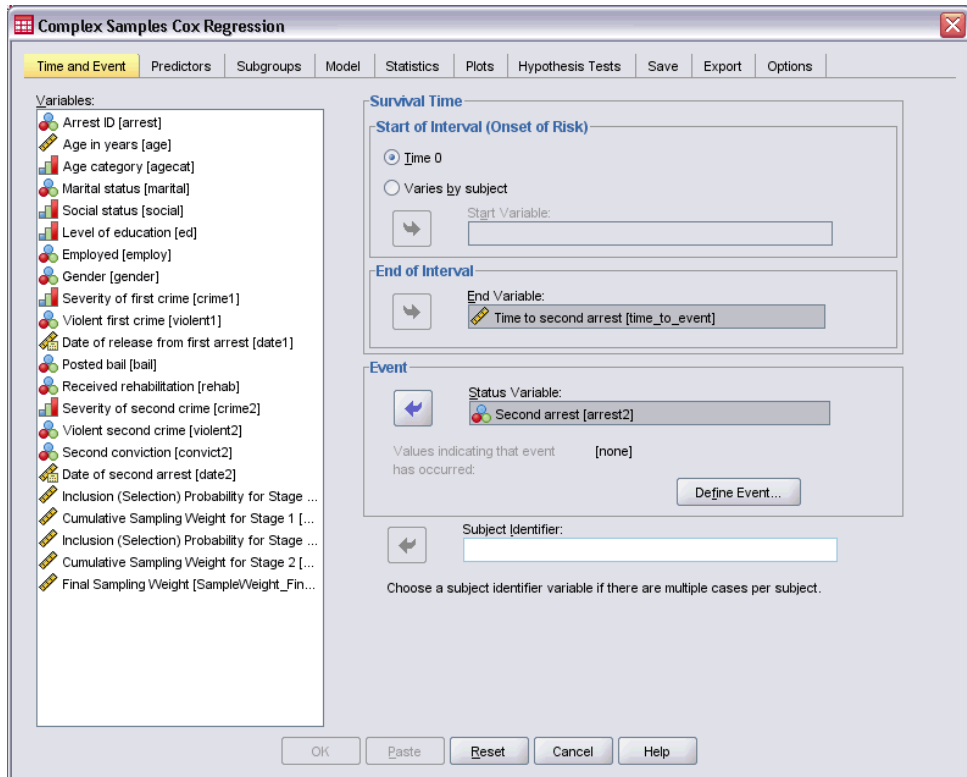 Complex Samples Cox Regression
Time and Event Predictors Subgroups Model Statistics Plots Hypothesis Tests Save Export Options
Variables:
Arrest ID [arrest]
Age in years [age]
Age category [agecat]
Marital status [marital]
Social status [social]
Level of education [ed]
Employed [employ]
Gender [gender]
Severity of first crime [crime1]
Violent first crime [violent1]
Date of release from first arrest [date1]
Posted bail [bail]
Received rehabilitation [rehab]
Severity of second crime [crime2]
Violent second crime [violent2]
Second conviction [convict2]
Date of second arrest [date2]
Inclusion (Selection) Probability for Stage ...
Cumulative Sampling Weight for Stage 1 [...
Inclusion (Selection) Probability for Stage ...
Cumulative Sampling Weight for Stage 2 [...
Final Sampling Weight [SampleWeight_Fin...
Survival Time
Start of Interval (Onset of Risk)
Time 0
Varies by subject
Start Variable:
End of Interval
End Variable:
Time to second arrest [time_to_event]
Event
Status Variable:
Second arrest [arrest2]
Values indicating that event [none]
has occurred:
Define Event...
Subject Identifier:
Choose a subject identifier variable if there are multiple cases per subject.
OK Paste Reset Cancel Help